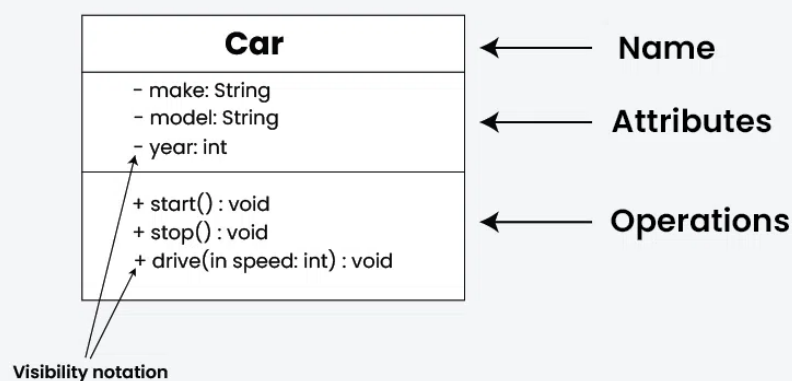 Car
Name
- make: String
- model: String
- year: int
Attributes
+ start() : void
+ stop() : void
+ drive(in speed: int) : void
Operations
Visibility notation